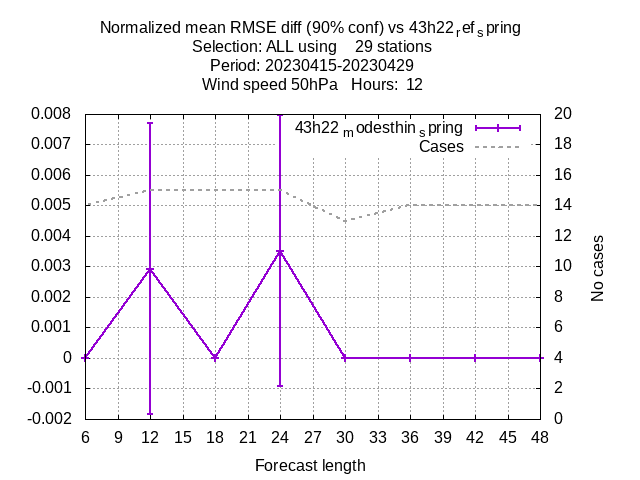 Normalized mean RMSE diff (90% conf) vs 43h22ref spring
Selection: ALL using 29 stations
Period: 20230415-20230429
Wind speed 50hPa Hours: 12
43h22modesthinspring
Cases
0.008
0.007
0.006
0.005
0.004
0.003
0.002
0.001
0
-0.001
-0.002
20
18
16
14
12
10
8
6
4
2
0
No cases
6 9 12 15 18 21 24 27 30 33 36 39 42 45 48
Forecast length